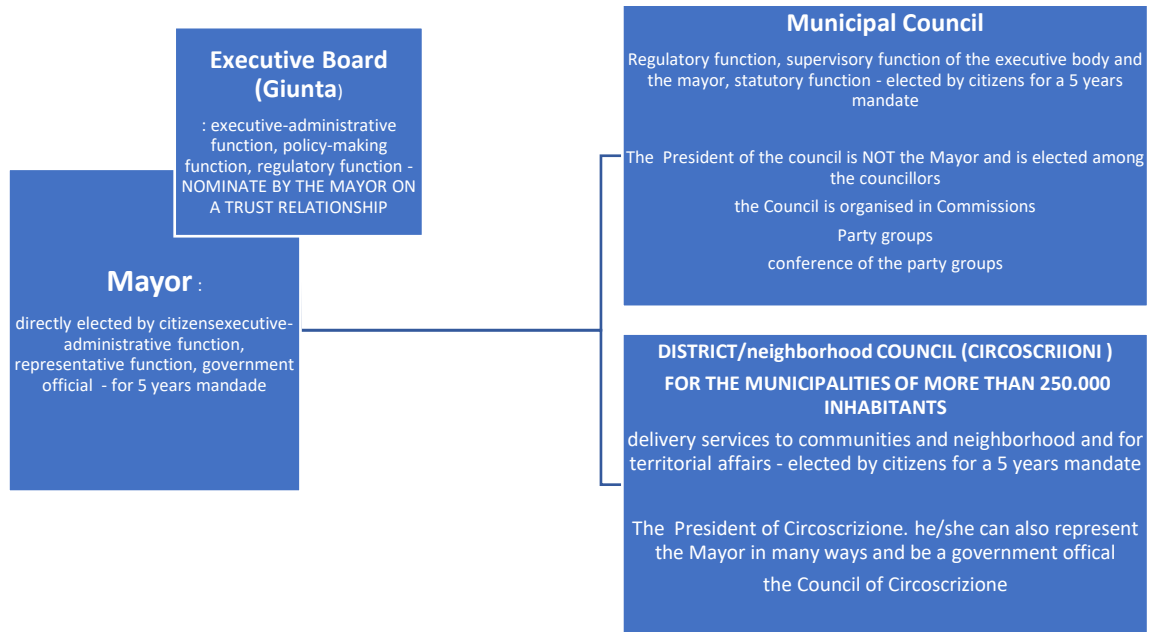 Executive Board
(Giunta)
: executive-administrative
function, policy-making
function, regulatory function -
NOMINATE BY THE MAYOR ON
A TRUST RELATIONSHIP
Mayor :
directly elected by citizensexecutive-
administrative function,
representative function, government
official - for 5 years mandade
Municipal Council
Regulatory function, supervisory function of the executive body and
the mayor, statutory function - elected by citizens for a 5 years
mandate
The President of the council is NOT the Mayor and is elected among
the councillors
the Council is organised in Commissions
Party groups
conference of the party groups
DISTRICT/neighborhood COUNCIL (CIRCOSCRIIONI )
FOR THE MUNICIPALITIES OF MORE THAN 250.000
INHABITANTS
delivery services to communities and neighborhood and for
territorial affairs - elected by citizens for a 5 years mandate
The President of Circoscrizione. he/she can also represent
the Mayor in many ways and be a government offical
the Council of Circoscrizione